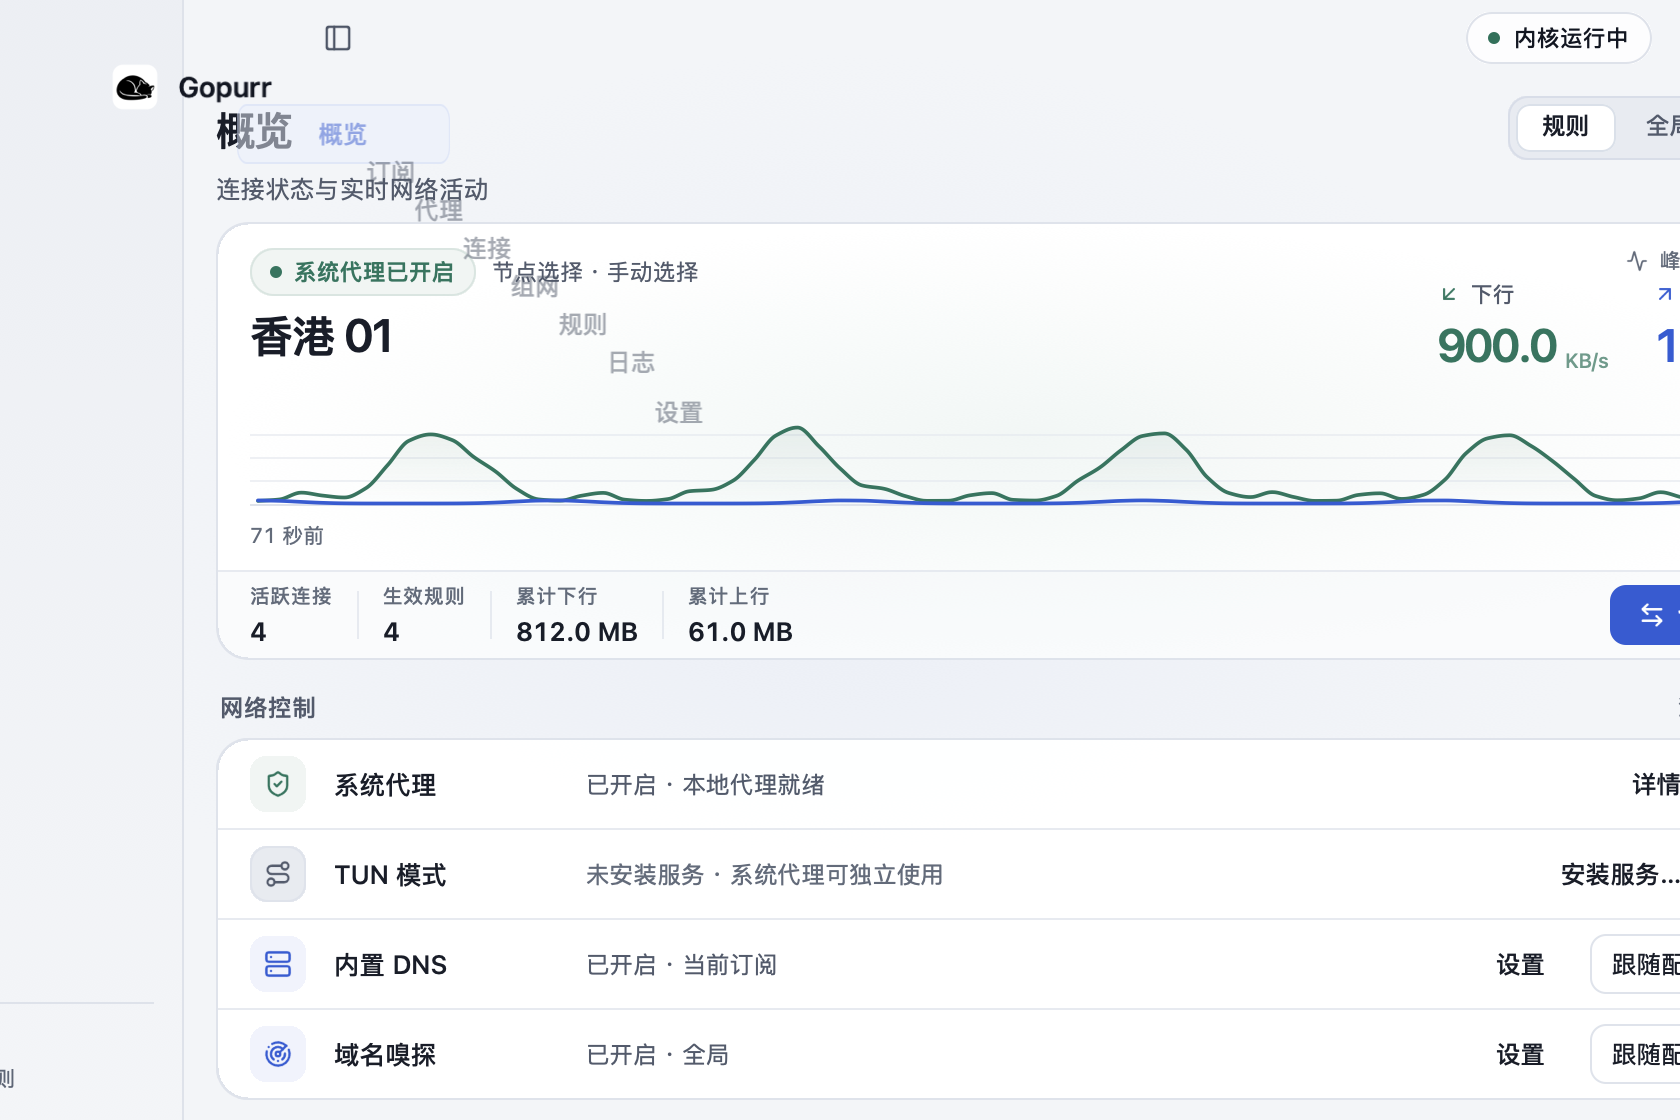 内核运行中
Gopurr
概览
概览
规则
全局
订阅
连接状态与实时网络活动
代理
连接
系统代理已开启
节点选择 · 手动选择
组网
峰
下行
香港 01
规则
900.0 KB/s
1
日志
设置
71 秒前
活跃连接
生效规则
累计下行
累计上行
4
4
812.0 MB
61.0 MB
网络控制
系统代理
已开启 · 本地代理就绪
详情
TUN 模式
未安装服务 · 系统代理可独立使用
安装服务...
内置 DNS
已开启 · 当前订阅
设置
跟随配
域名嗅探
已开启 · 全局
设置
跟随配
则